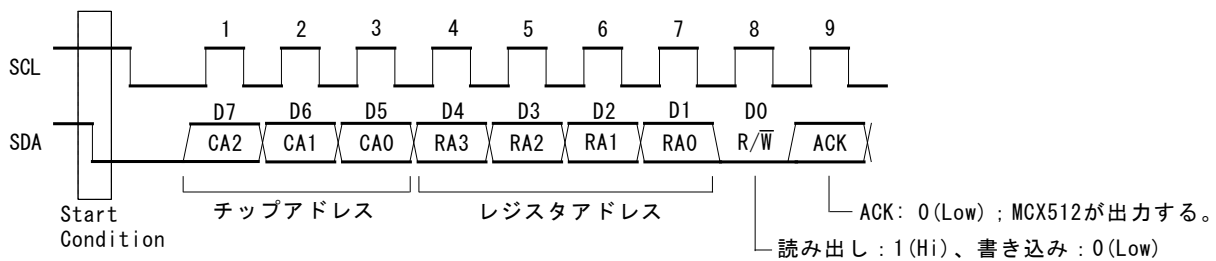 1 2 3 4 5 6 7 8 9
SCL
D7 D6 D5 D4 D3 D2 D1 D0
SDA
CA2 CA1 CA0 RA3 RA2 RA1 RA0 R/W̅ ACK
Start
Condition
チップアドレス
レジスタアドレス
ACK: 0(Low) ; MCX512が出力する。
読み出し：1(Hi)、書き込み：0(Low)